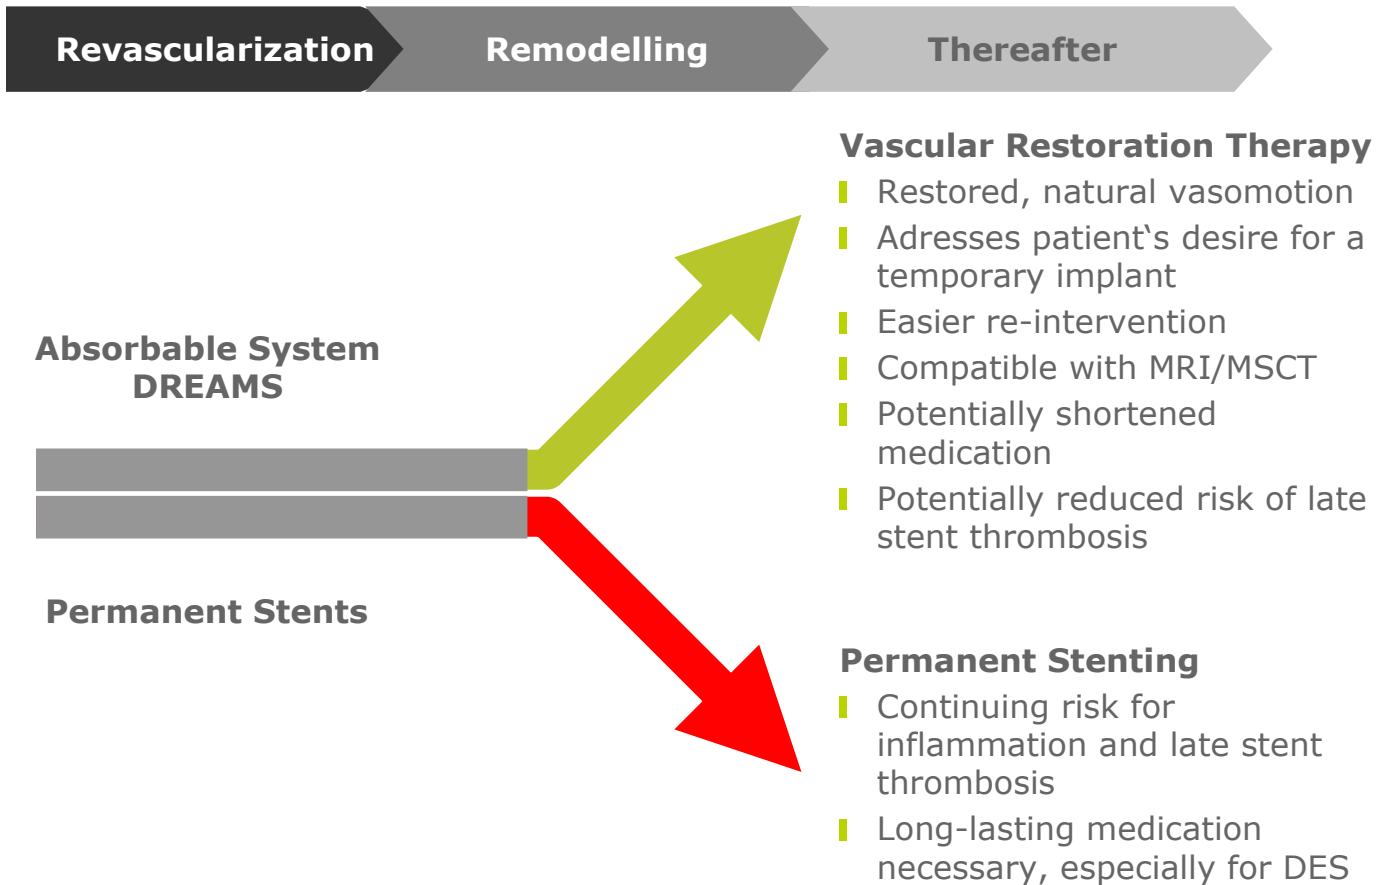 Revascularization
Remodelling
Thereafter
Absorbable System
DREAMS
Permanent Stents
Vascular Restoration Therapy
Restored, natural vasomotion
Adresses patient‘s desire for a
temporary implant
Easier re-intervention
Compatible with MRI/MSCT
Potentially shortened
medication
Potentially reduced risk of late
stent thrombosis
Permanent Stenting
Continuing risk for
inflammation and late stent
thrombosis
Long-lasting medication
necessary, especially for DES